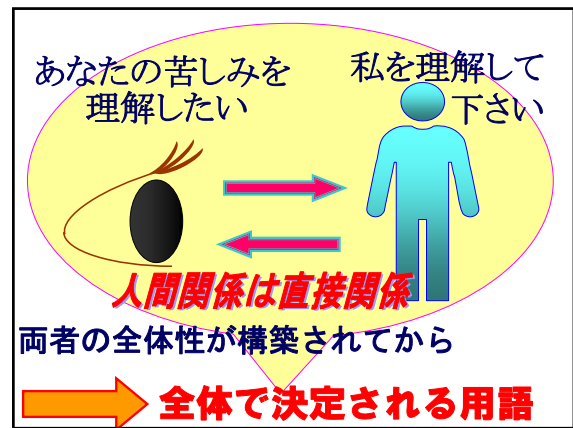 あなたの苦しみを
理解したい
私を理解して
下さい
人間関係は直接関係
両者の全体性が構築されてから
全体で決定される用語